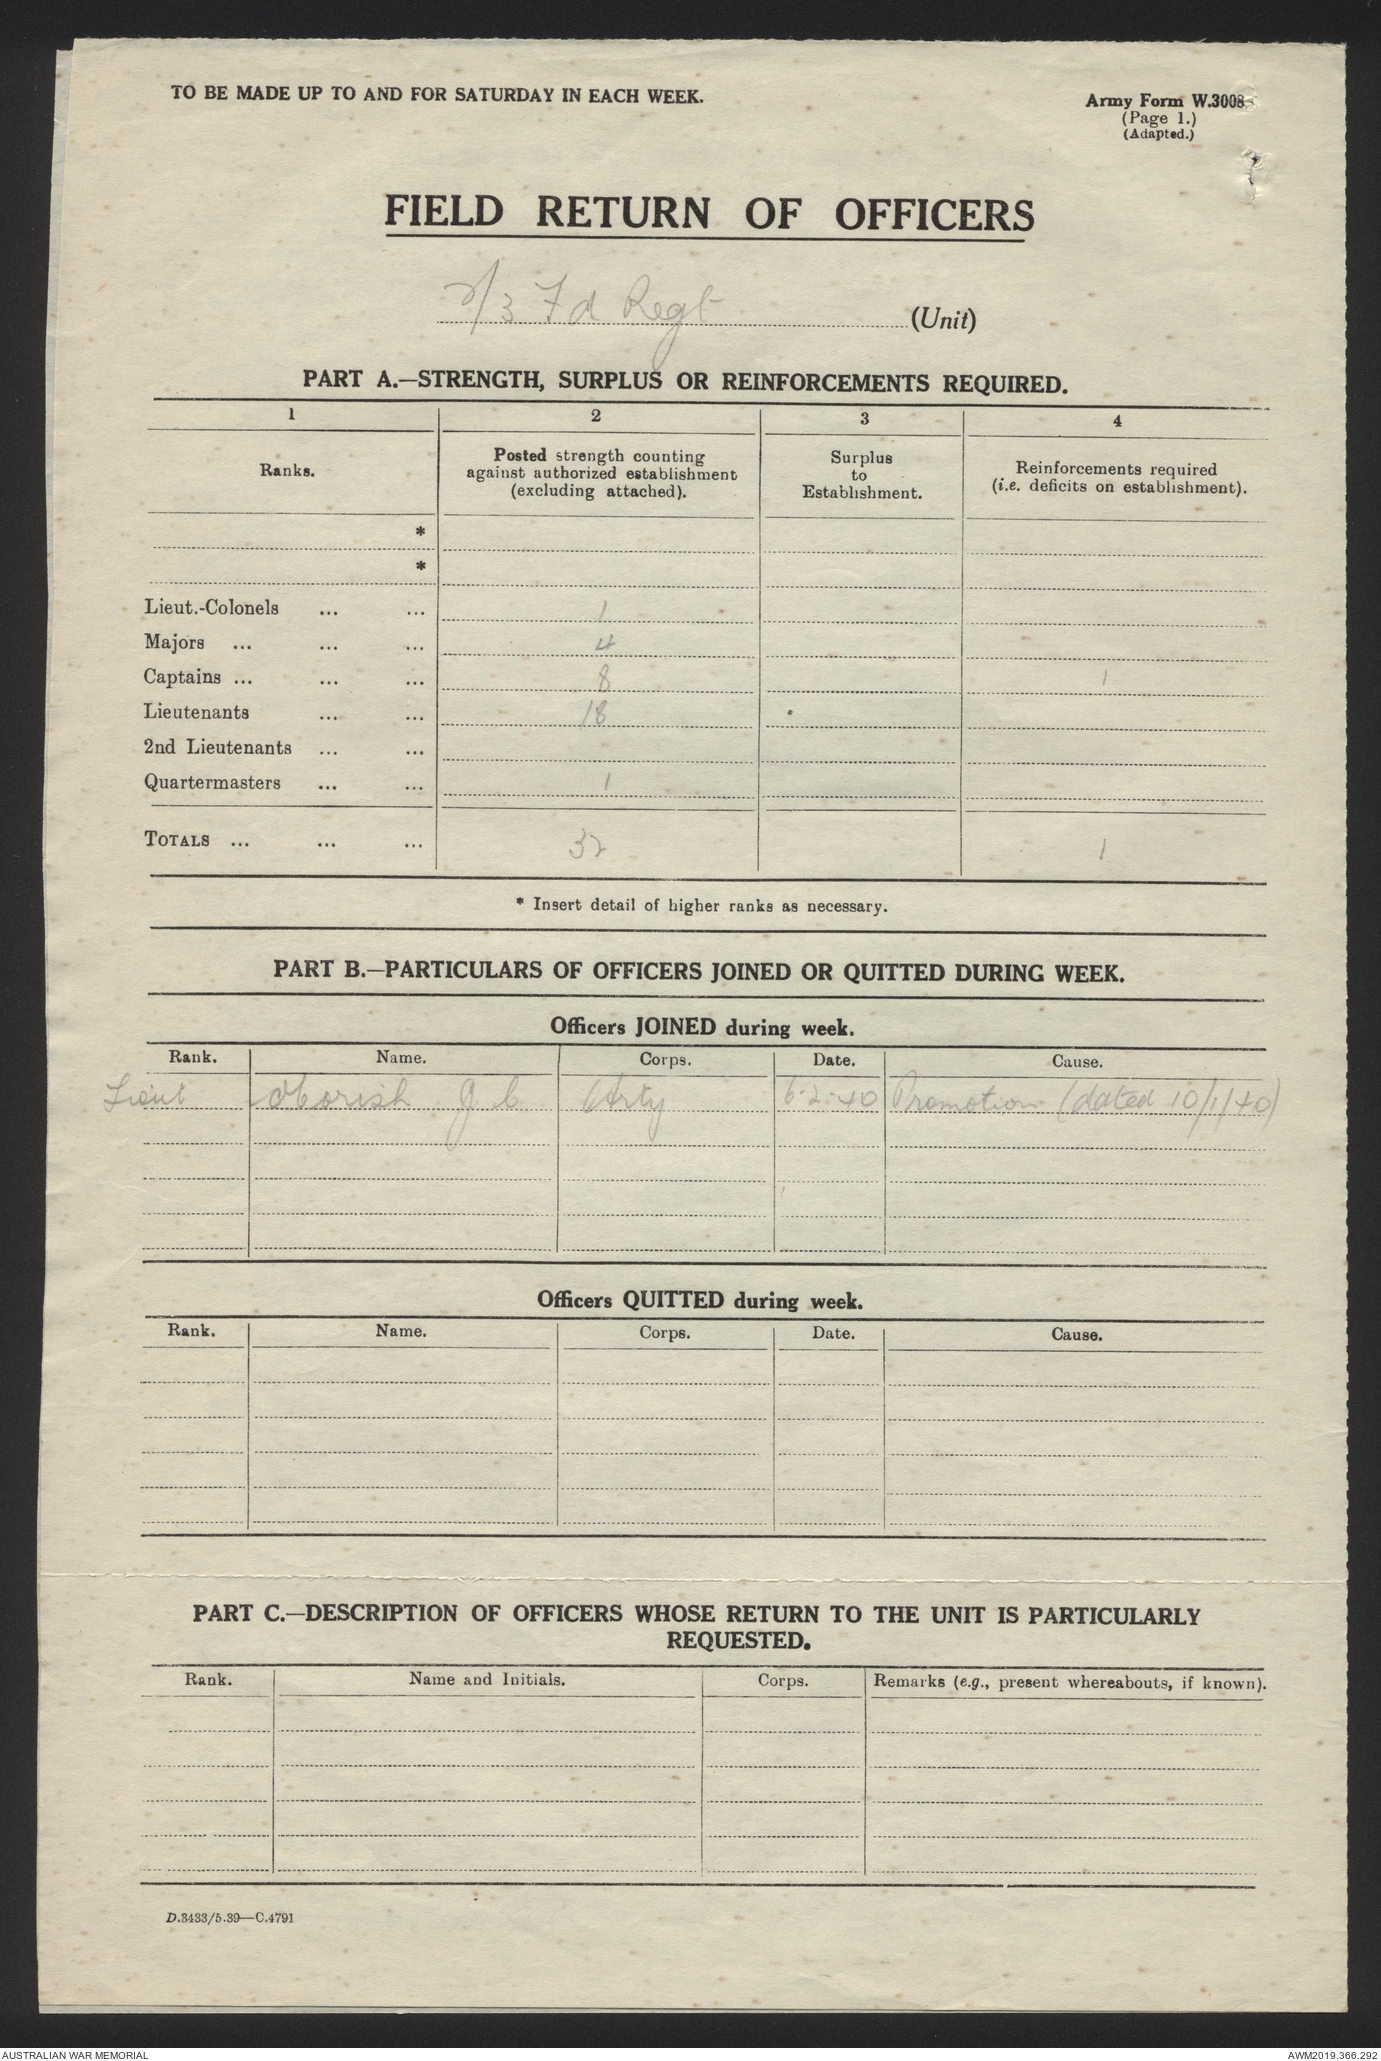 TO BE MADE UP TO AND FOR SATURDAY IN EACH WEEK.
Army Form W.3008
(Page 1.)
(Adapted.)
FIELD RETURN OF OFFICERS
2/3 Fd Regt (Unit)
PART A.—STRENGTH, SURPLUS OR REINFORCEMENTS REQUIRED.
1 2 3 4
Ranks. Posted strength counting against authorized establishment (excluding attached). Surplus to Establishment. Reinforcements required (i.e. deficits on establishment).
*
*
Lieut.-Colonels ... ... 1
Majors ... ... ... 4
Captains ... ... ... 8 1
Lieutenants ... ... 18
2nd Lieutenants ... ...
Quartermasters ... ... 1
TOTALS ... ... ... 32 1
* Insert detail of higher ranks as necessary.
PART B.—PARTICULARS OF OFFICERS JOINED OR QUITTED DURING WEEK.
Officers JOINED during week.
Rank. Name. Corps. Date. Cause.
Lieut J C Arty 6.2.40 Promotion (dated 10/1/40)
Officers QUITTED during week.
Rank. Name. Corps. Date. Cause.
PART C.—DESCRIPTION OF OFFICERS WHOSE RETURN TO THE UNIT IS PARTICULARLY
REQUESTED.
Rank. Name and Initials. Corps. Remarks (e.g., present whereabouts, if known).
D.3433/5.39—C.4791
AUSTRALIAN WAR MEMORIAL
AWM2019.366.292